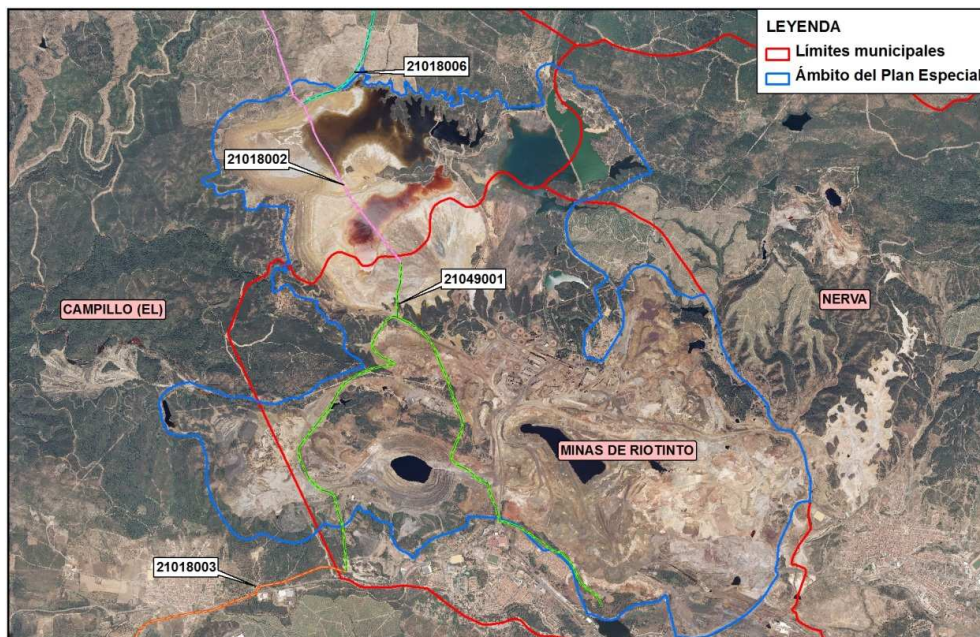 LEYENDA
Límites municipales
Ámbito del Plan Especial
21018006
21018002
21049001
CAMPILLO (EL)
NERVA
MINAS DE RIOTINTO
21018003